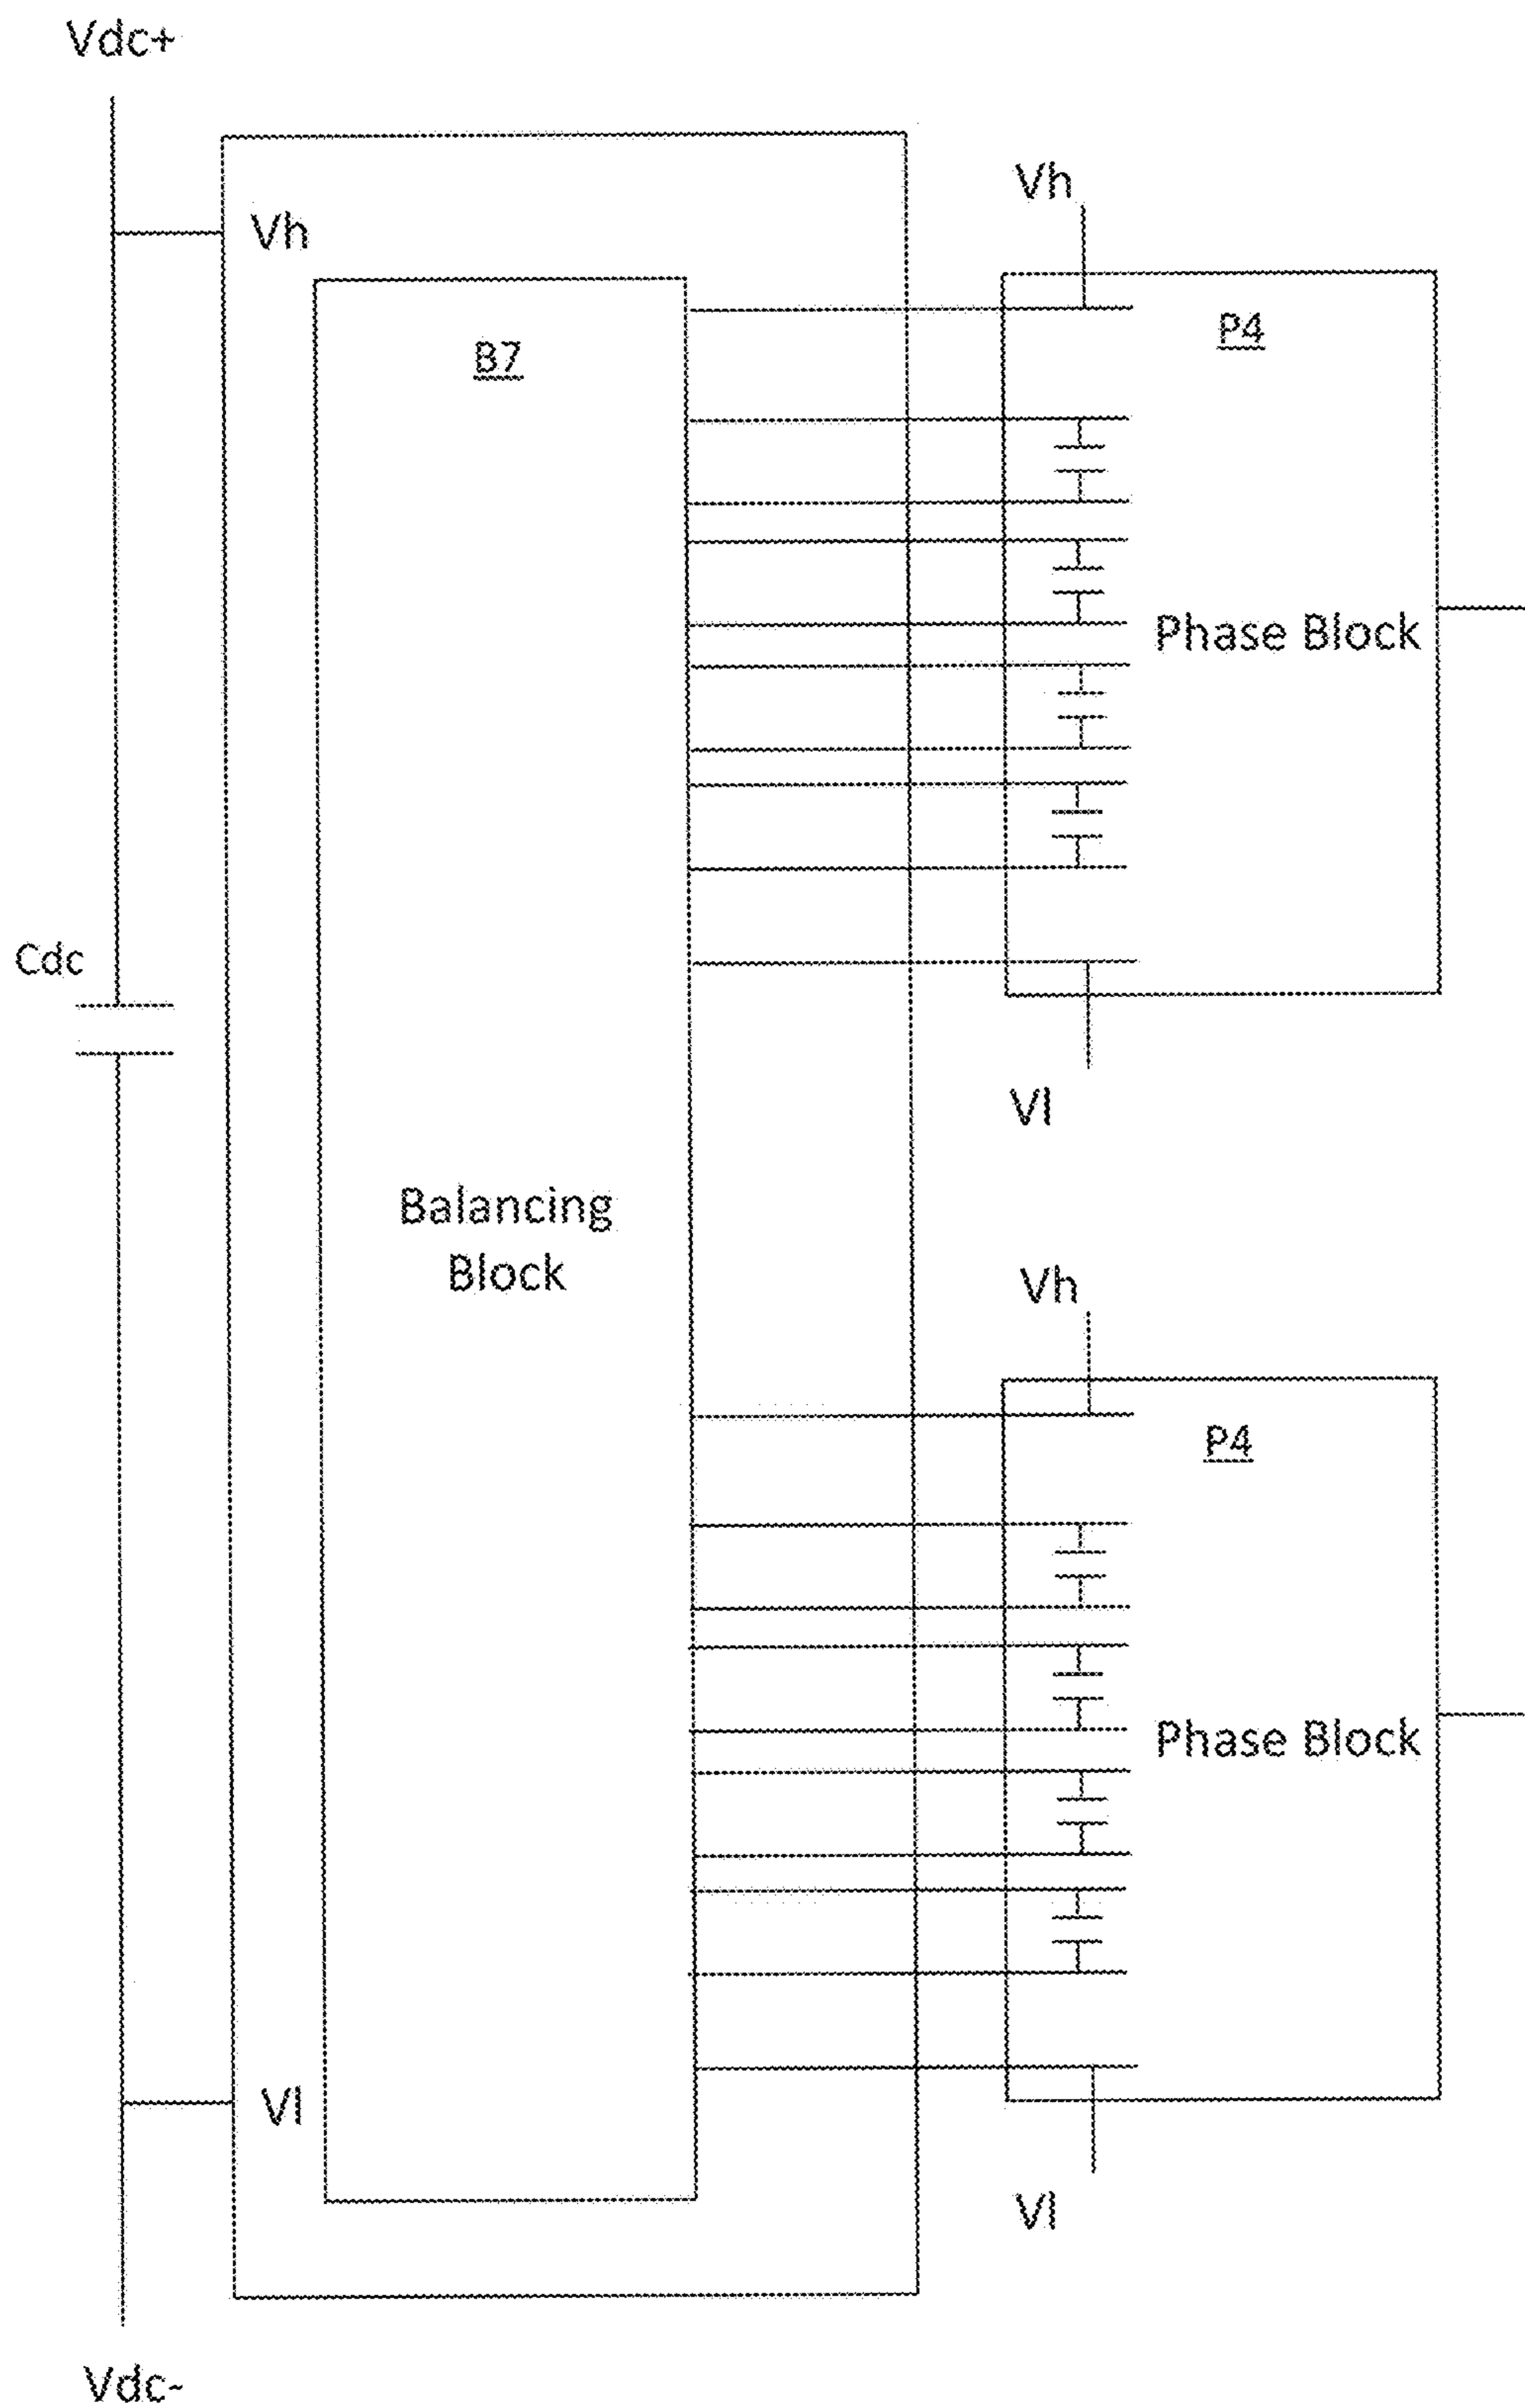 Vdc+
Vh
Vh
P4
B7
Phase Block
Cdc
Vl
Balancing
Block
Vh
P4
Phase Block
Vl
Vl
Vdc-